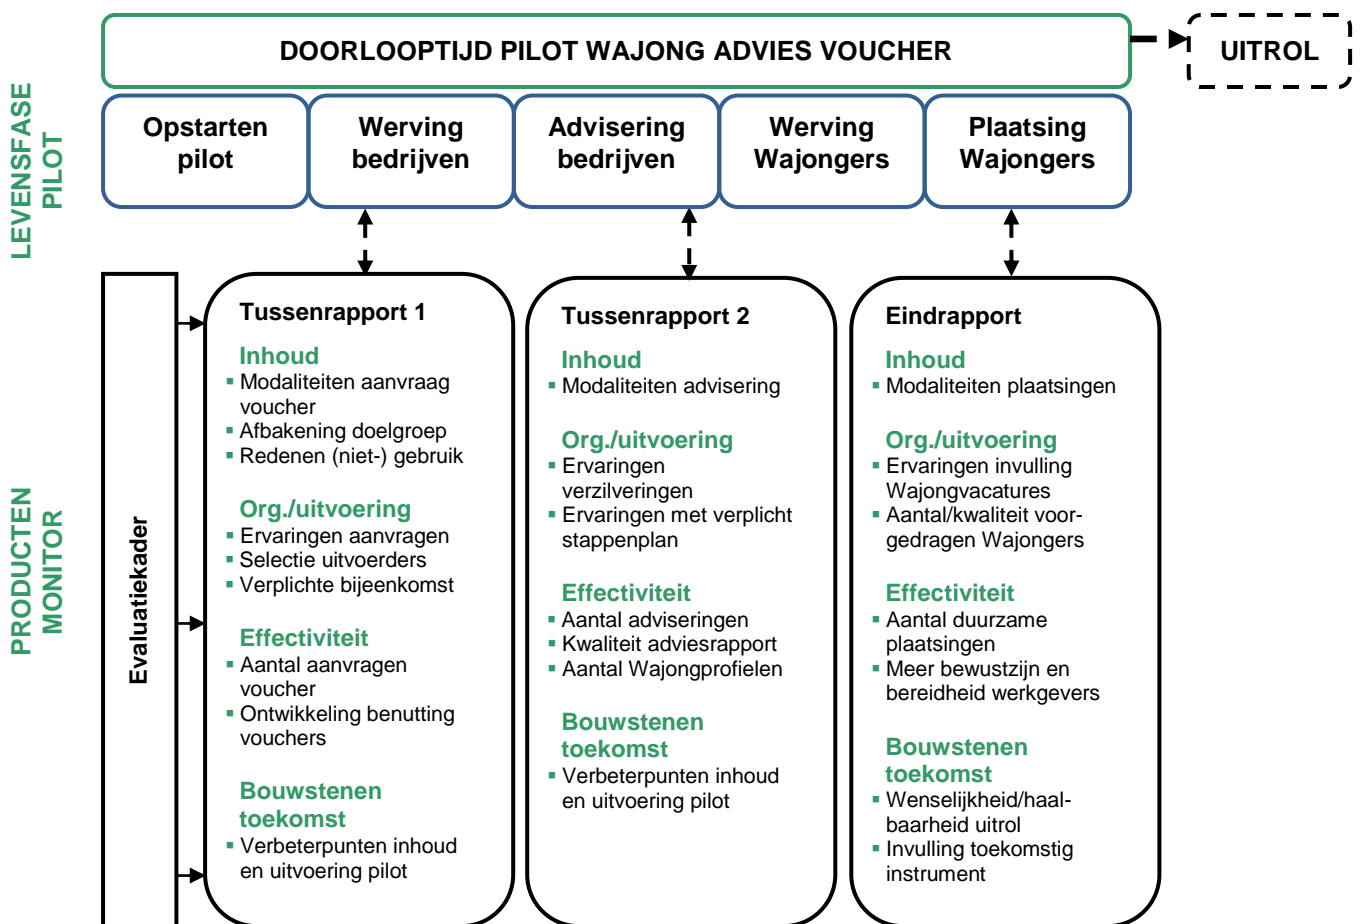 DOORLOOPTIJD PILOT WAJONG ADVIES VOUCHER
UITROL
LEVENSFASE
PILOT
Opstarten
pilot
Werving
bedrijven
Advisering
bedrijven
Werving
Wajongers
Plaatsing
Wajongers
PRODUCTEN
MONITOR
Evaluatiekader
Tussenrapport 1
Inhoud
▪ Modaliteiten aanvraag
voucher
▪ Afbakening doelgroep
▪ Redenen (niet-) gebruik
Org./uitvoering
▪ Ervaringen aanvragen
▪ Selectie uitvoerders
▪ Verplichte bijeenkomst
Effectiviteit
▪ Aantal aanvragen
voucher
▪ Ontwikkeling benutting
vouchers
Bouwstenen
toekomst
▪ Verbeterpunten inhoud
en uitvoering pilot
Tussenrapport 2
Inhoud
▪ Modaliteiten advisering
Org./uitvoering
▪ Ervaringen
verzilveringen
▪ Ervaringen met verplicht
stappenplan
Effectiviteit
▪ Aantal adviseringen
▪ Kwaliteit adviesrapport
▪ Aantal Wajongprofielen
Bouwstenen
toekomst
▪ Verbeterpunten inhoud
en uitvoering pilot
Eindrapport
Inhoud
▪ Modaliteiten plaatsingen
Org./uitvoering
▪ Ervaringen invulling
Wajongvacatures
▪ Aantal/kwaliteit voor-
gedragen Wajongers
Effectiviteit
▪ Aantal duurzame
plaatsingen
▪ Meer bewustzijn en
bereidheid werkgevers
Bouwstenen
toekomst
▪ Wenselijkheid/haal-
baarheid uitrol
▪ Invulling toekomstig
instrument